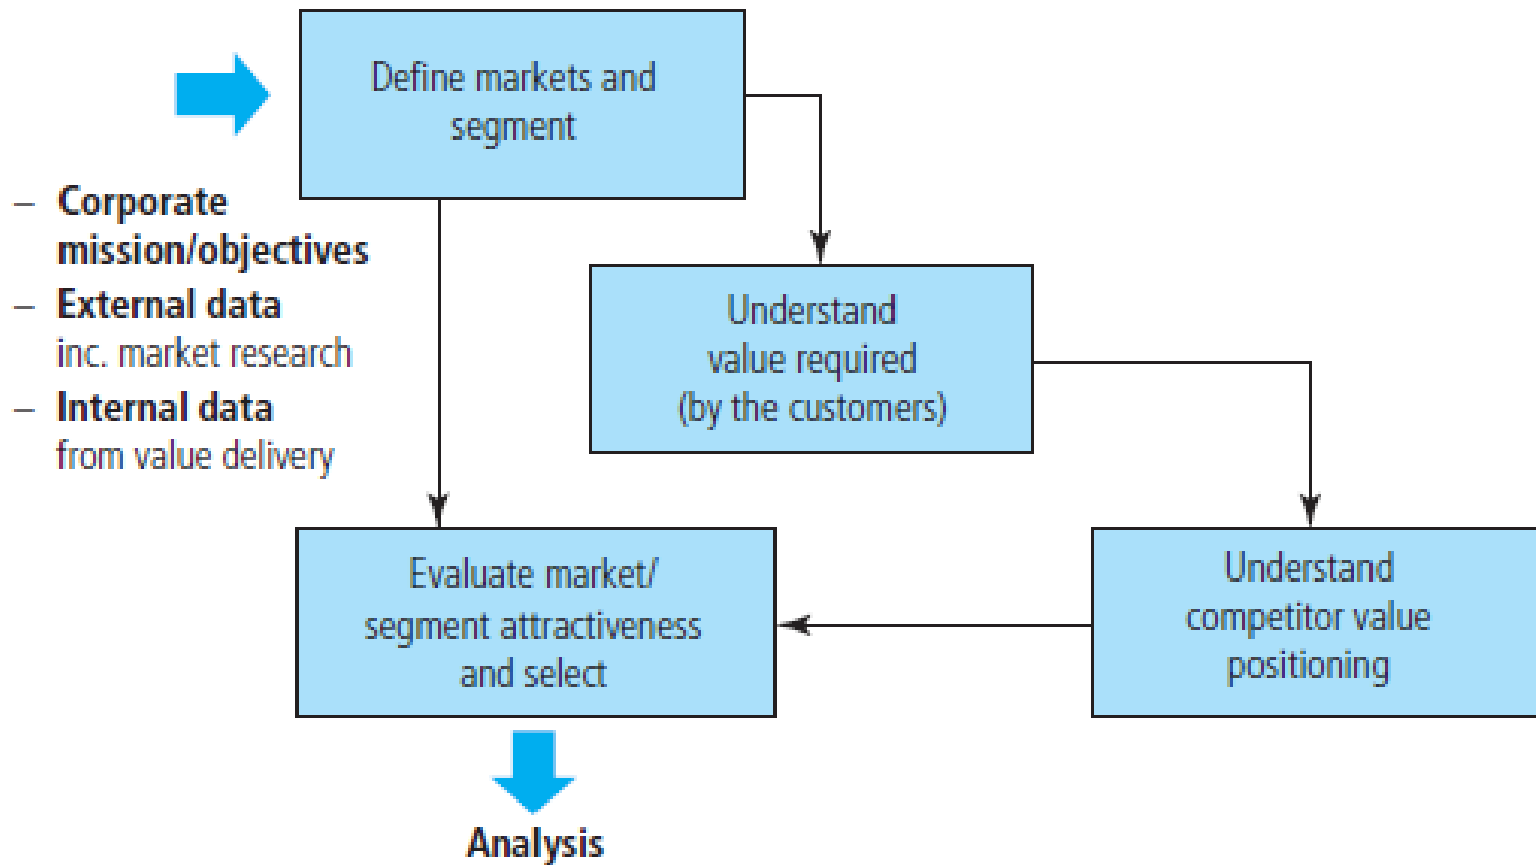 Define markets and
segment
– Corporate
mission/objectives
– External data
inc. market research
– Internal data
from value delivery
Understand
value required
(by the customers)
Evaluate market/
segment attractiveness
and select
Understand
competitor value
positioning
Analysis